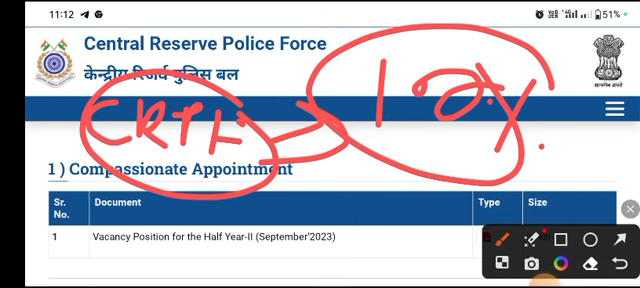 11:12
51%
Central Reserve Police Force
केन्द्रीय रिजर्व पुलिस बल
CRPF
1) Compassionate Appointment
Sr. No. Document Type Size
1 Vacancy Position for the Half Year-II (September'2023)